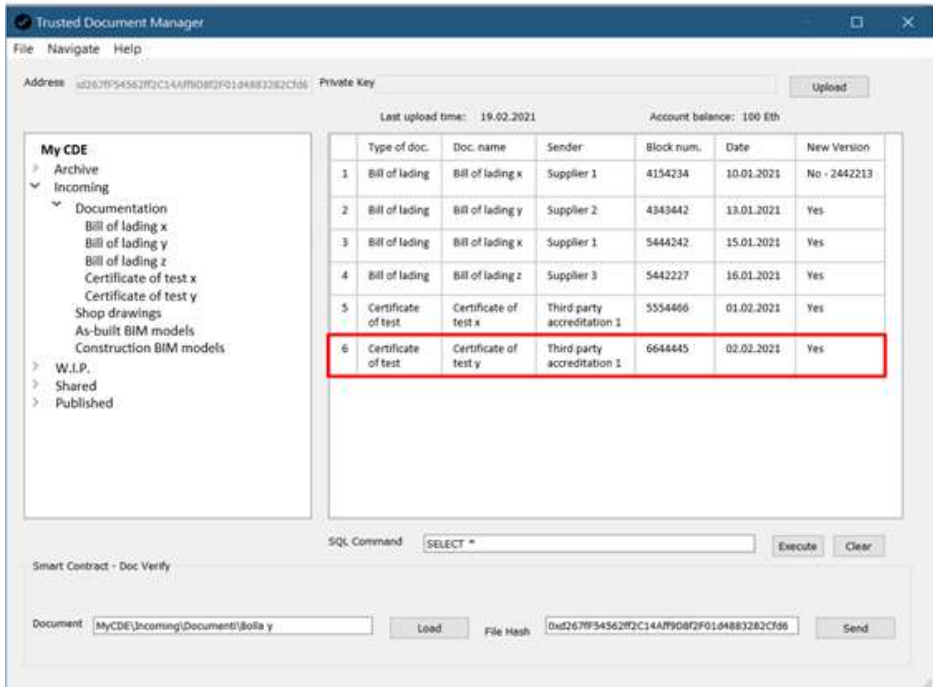 Trusted Document Manager
File Navigate Help
Address Private Key Upload
Last upload time: 19.02.2021 Account balance: 100 Eth
My CDE
Archive
Incoming
Documentation
Bill of lading x
Bill of lading y
Bill of lading z
Certificate of test x
Certificate of test y
Shop drawings
As-built BIM models
Construction BIM models
W.I.P.
Shared
Published
Type of doc. Doc. name Sender Block num. Date New Version
1 Bill of lading Bill of lading x Supplier 1 4154234 10.01.2021 No - 2442213
2 Bill of lading Bill of lading y Supplier 2 4343442 13.01.2021 Yes
3 Bill of lading Bill of lading x Supplier 1 5444242 15.01.2021 Yes
4 Bill of lading Bill of lading z Supplier 3 5442227 16.01.2021 Yes
5 Certificate of test Certificate of test x Third party accreditation 1 5554466 01.02.2021 Yes
6 Certificate of test Certificate of test y Third party accreditation 1 6644445 02.02.2021 Yes
SQL Command SELECT * Execute Clear
Smart Contract - Doc Verify
Document MyCDE\Incoming\Documenti\Bolla y Load File Hash Send